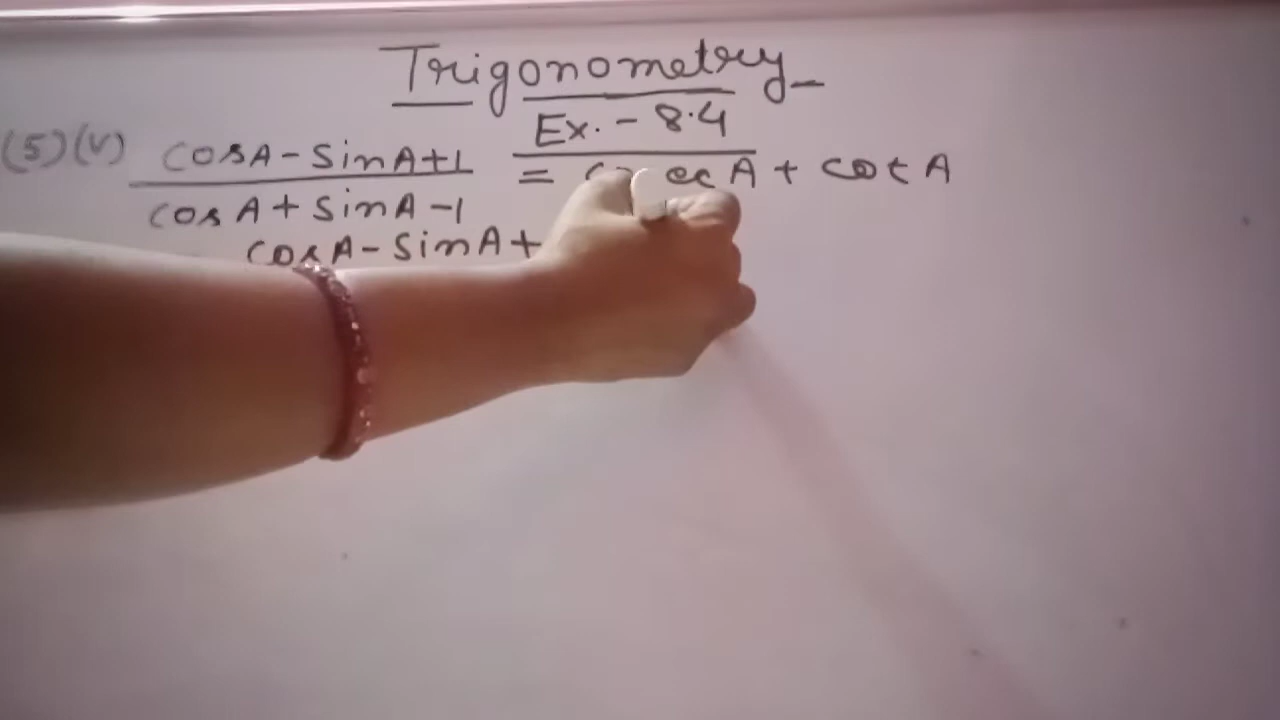 Trigonometry
Ex. - 8.4
(5)(v) cosA - sinA+1
= ecA + cotA
cosA + sinA -1
cosA - sinA +